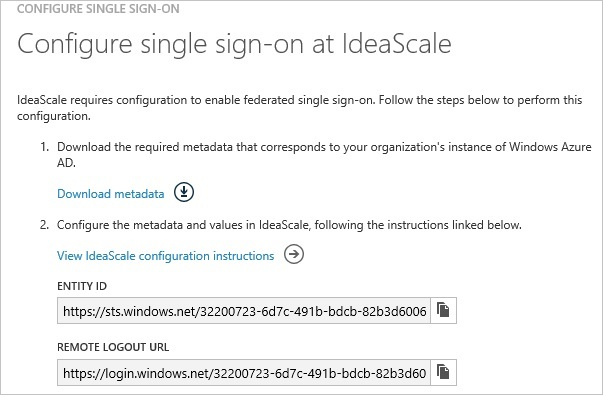 CONFIGURE SINGLE SIGN-ON
Configure single sign-on at IdeaScale
IdeaScale requires configuration to enable federated single sign-on. Follow the steps below to perform this
configuration.
1. Download the required metadata that corresponds to your organization's instance of Windows Azure
AD.
Download metadata
2. Configure the metadata and values in IdeaScale, following the instructions linked below.
View IdeaScale configuration instructions
ENTITY ID
https://sts.windows.net/32200723-6d7c-491b-bdcb-82b3d6006
REMOTE LOGOUT URL
https://login.windows.net/32200723-6d7c-491b-bdcb-82b3d60